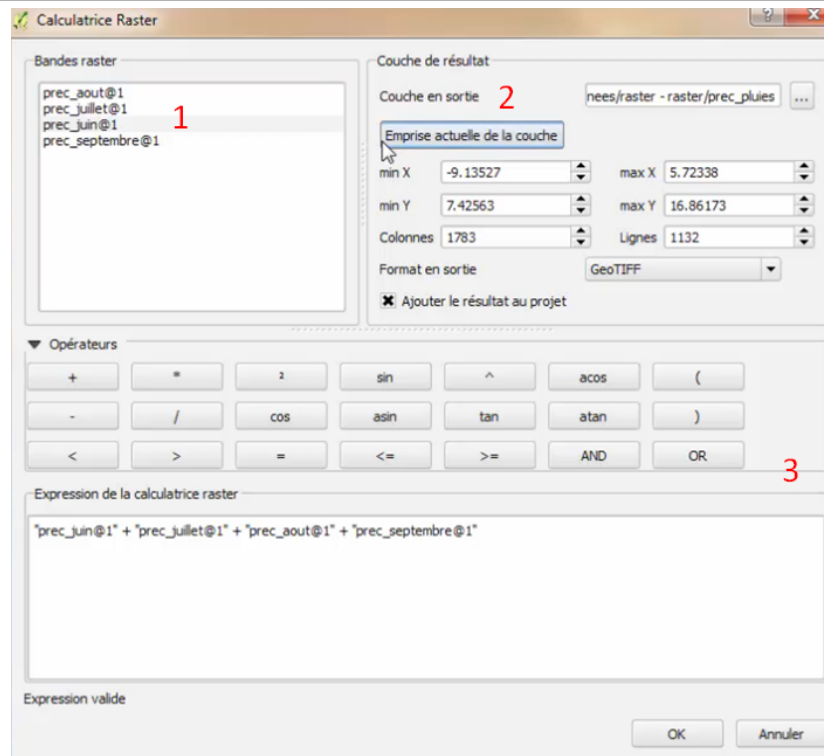 Calculatrice Raster
Bandes raster
prec_aout@1
prec_juillet@1
prec_juin@1
prec_septembre@1
1
Couche de résultat
Couche en sortie
2
nees/raster - raster/prec_pluies
...
Emprise actuelle de la couche
min X -9.13527 max X 5.72338
min Y 7.42563 max Y 16.86173
Colonnes 1783 Lignes 1132
Format en sortie GeoTIFF
Ajouter le résultat au projet
Opérateurs
+ * ² sin ^ acos (
- / cos asin tan atan )
< > = <= >= AND OR
3
Expression de la calculatrice raster
"prec_juin@1" + "prec_juillet@1" + "prec_aout@1" + "prec_septembre@1"
Expression valide
OK Annuler